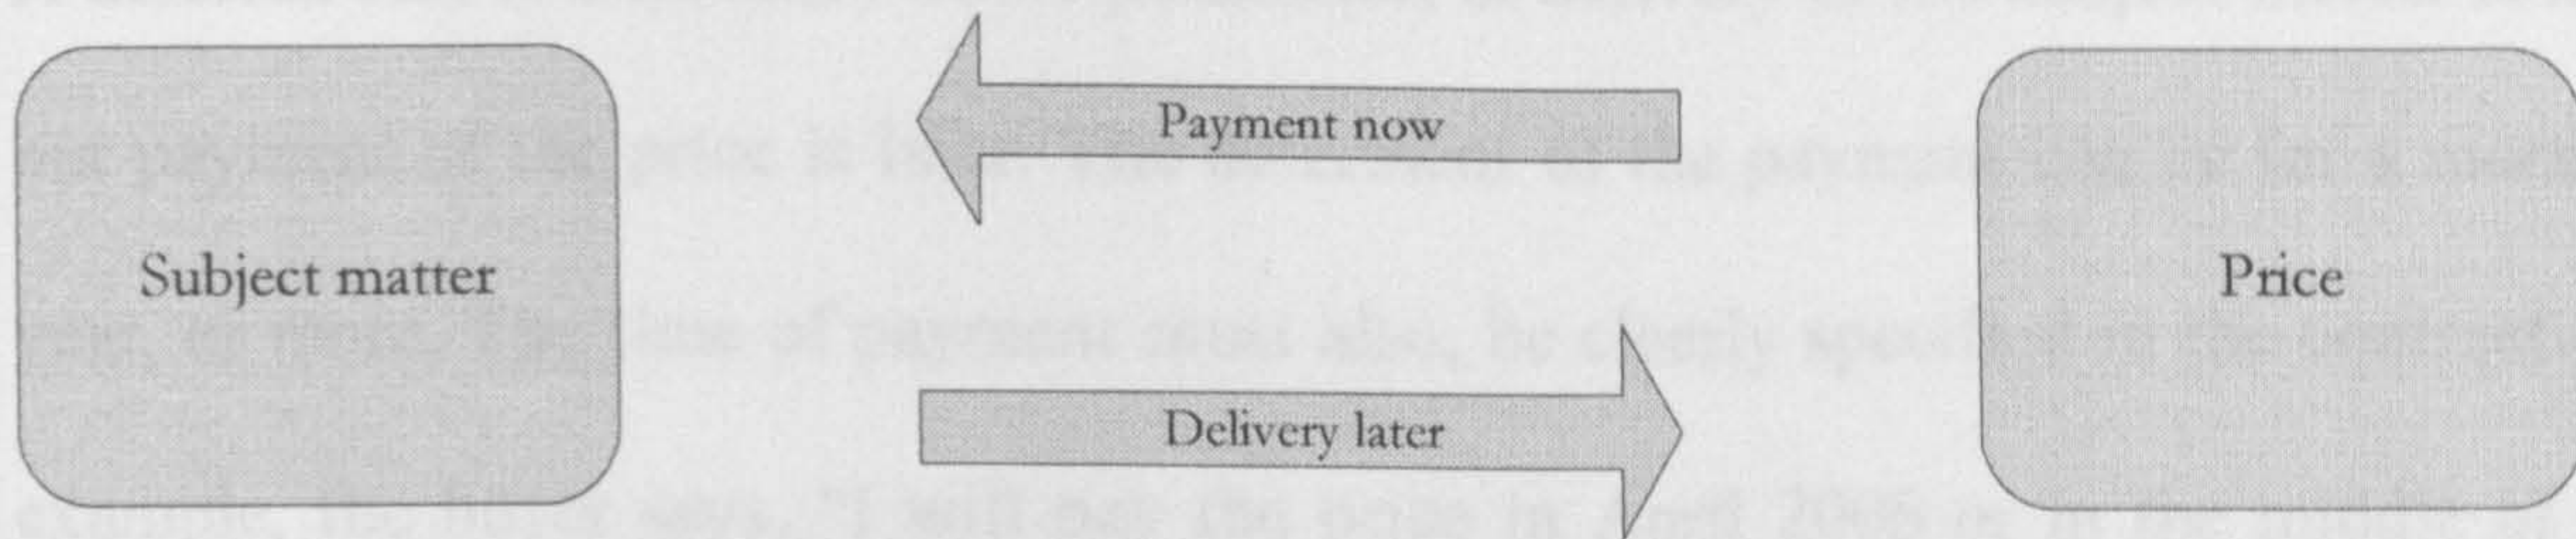 Payment now
Subject matter
Price
Delivery later